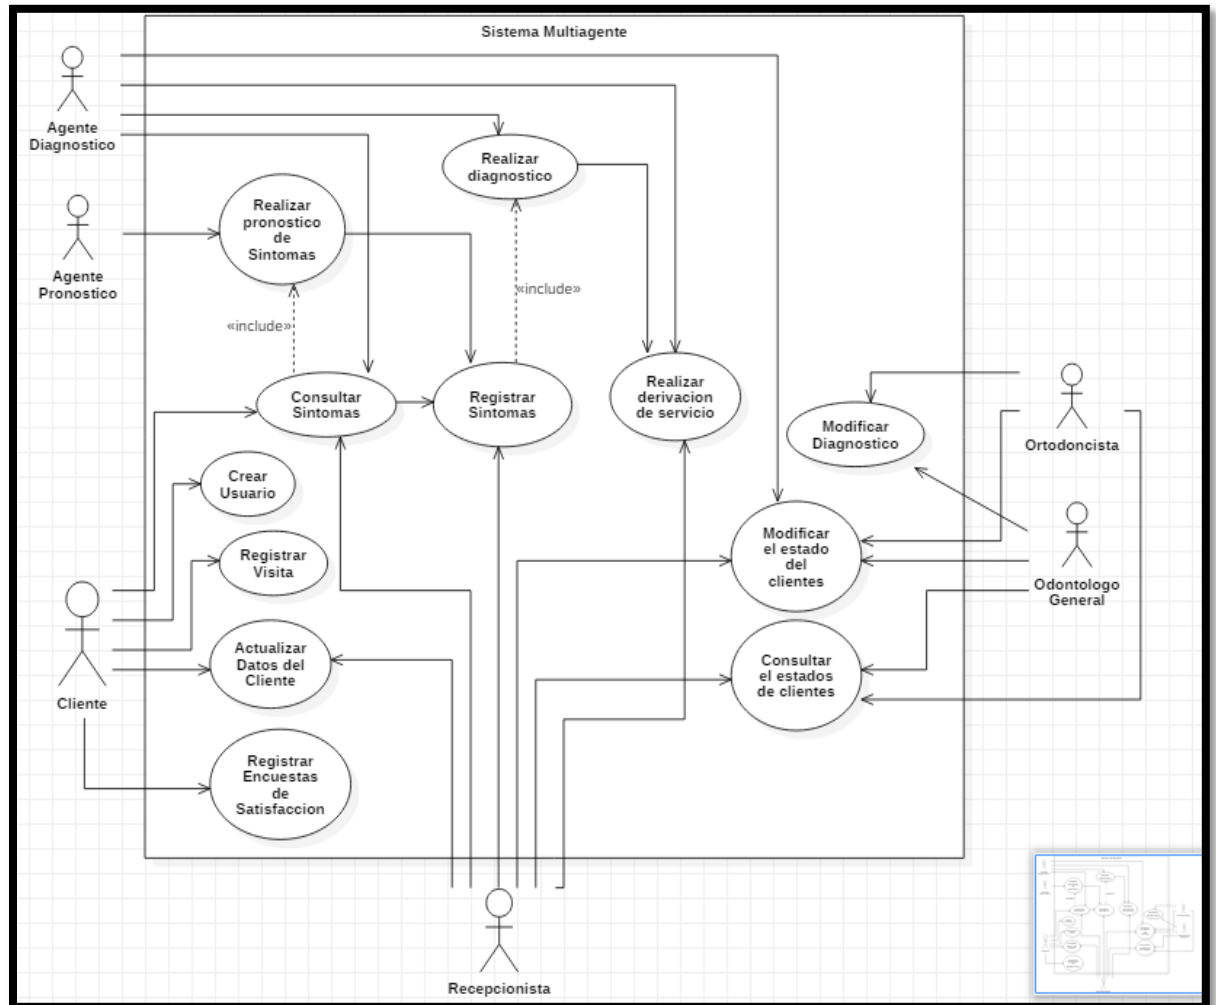 Sistema Multiagente
Agente
Diagnostico
Realizar
diagnostico
Realizar
pronostico
de
Sintomas
Agente
Pronostico
«include»
«include»
Consultar
Sintomas
Registrar
Sintomas
Realizar
derivacion
de servicio
Modificar
Diagnostico
Ortodoncista
Crear
Usuario
Registrar
Visita
Modificar
el estado
del
clientes
Odontologo
General
Actualizar
Datos del
Cliente
Consultar
el estados
de clientes
Cliente
Registrar
Encuestas
de
Satisfaccion
Recepcionista